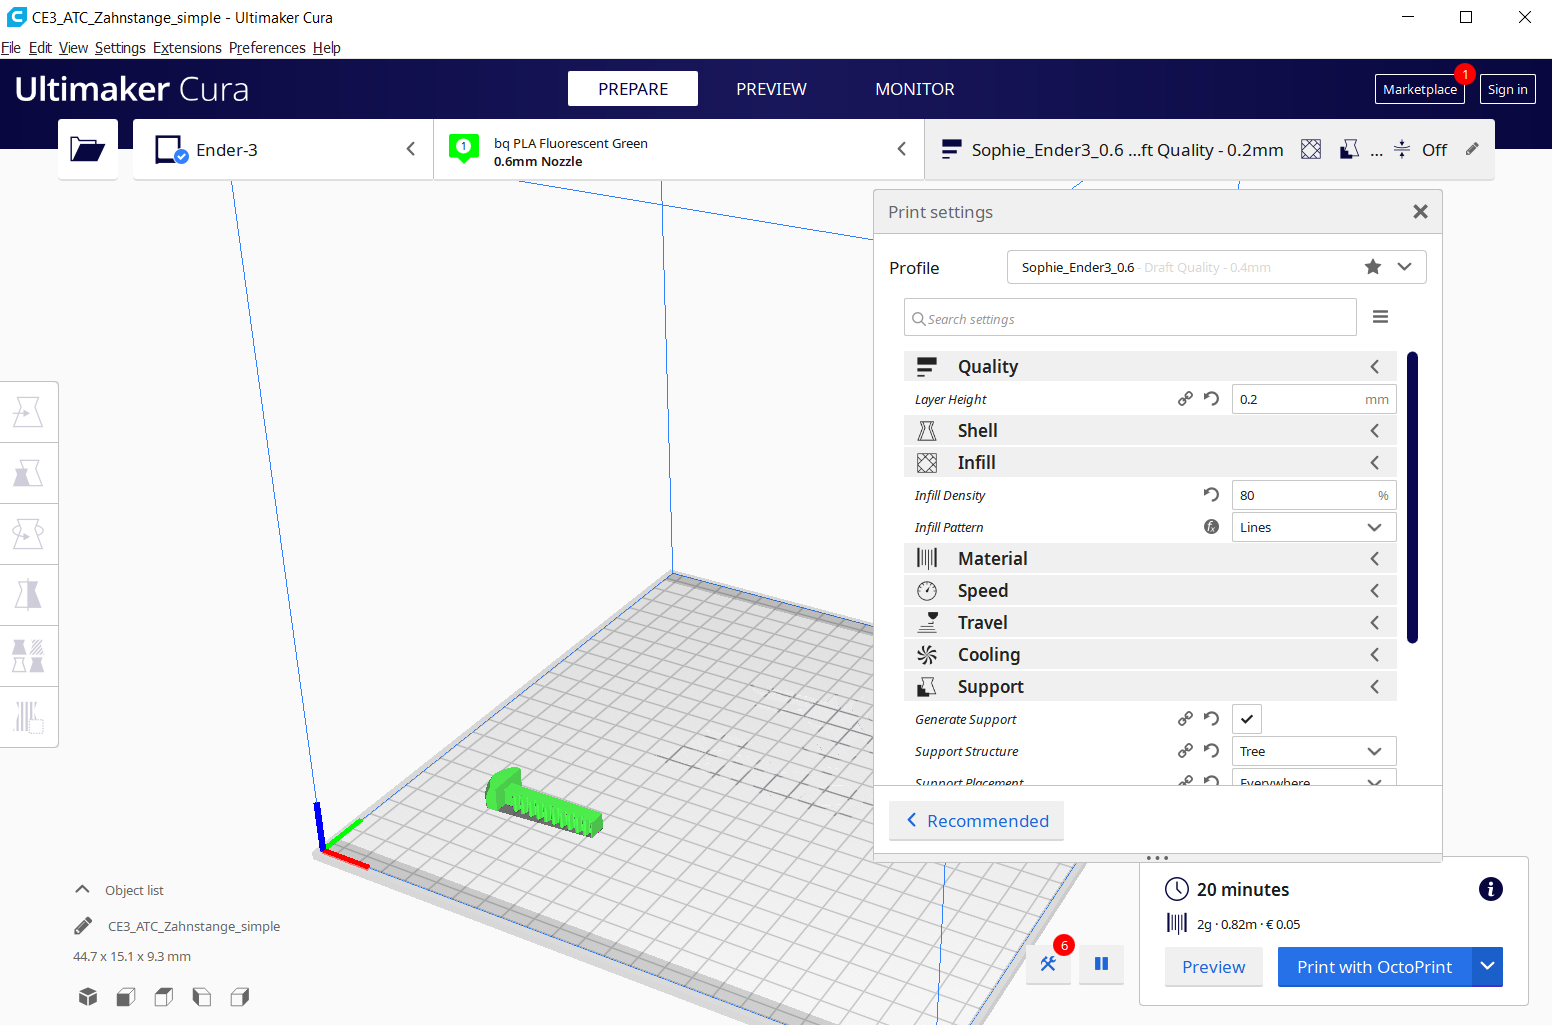 CE3_ATC_Zahnstange_simple - Ultimaker Cura
File Edit View Settings Extensions Preferences Help
Ultimaker Cura
PREPARE
PREVIEW
MONITOR
Marketplace
1
Sign in
Ender-3
1
bq PLA Fluorescent Green
0.6mm Nozzle
Sophie_Ender3_0.6 ...ft Quality - 0.2mm
...
Off
Print settings
Profile
Sophie_Ender3_0.6 - Draft Quality - 0.4mm
Search settings
Quality
Layer Height
0.2 mm
Shell
Infill
Infill Density
80 %
Infill Pattern
Lines
Material
Speed
Travel
Cooling
Support
Generate Support
Support Structure
Tree
Support Placement
Everywhere
Recommended
Object list
CE3_ATC_Zahnstange_simple
44.7 x 15.1 x 9.3 mm
6
20 minutes
2g · 0.82m · € 0.05
Preview
Print with OctoPrint